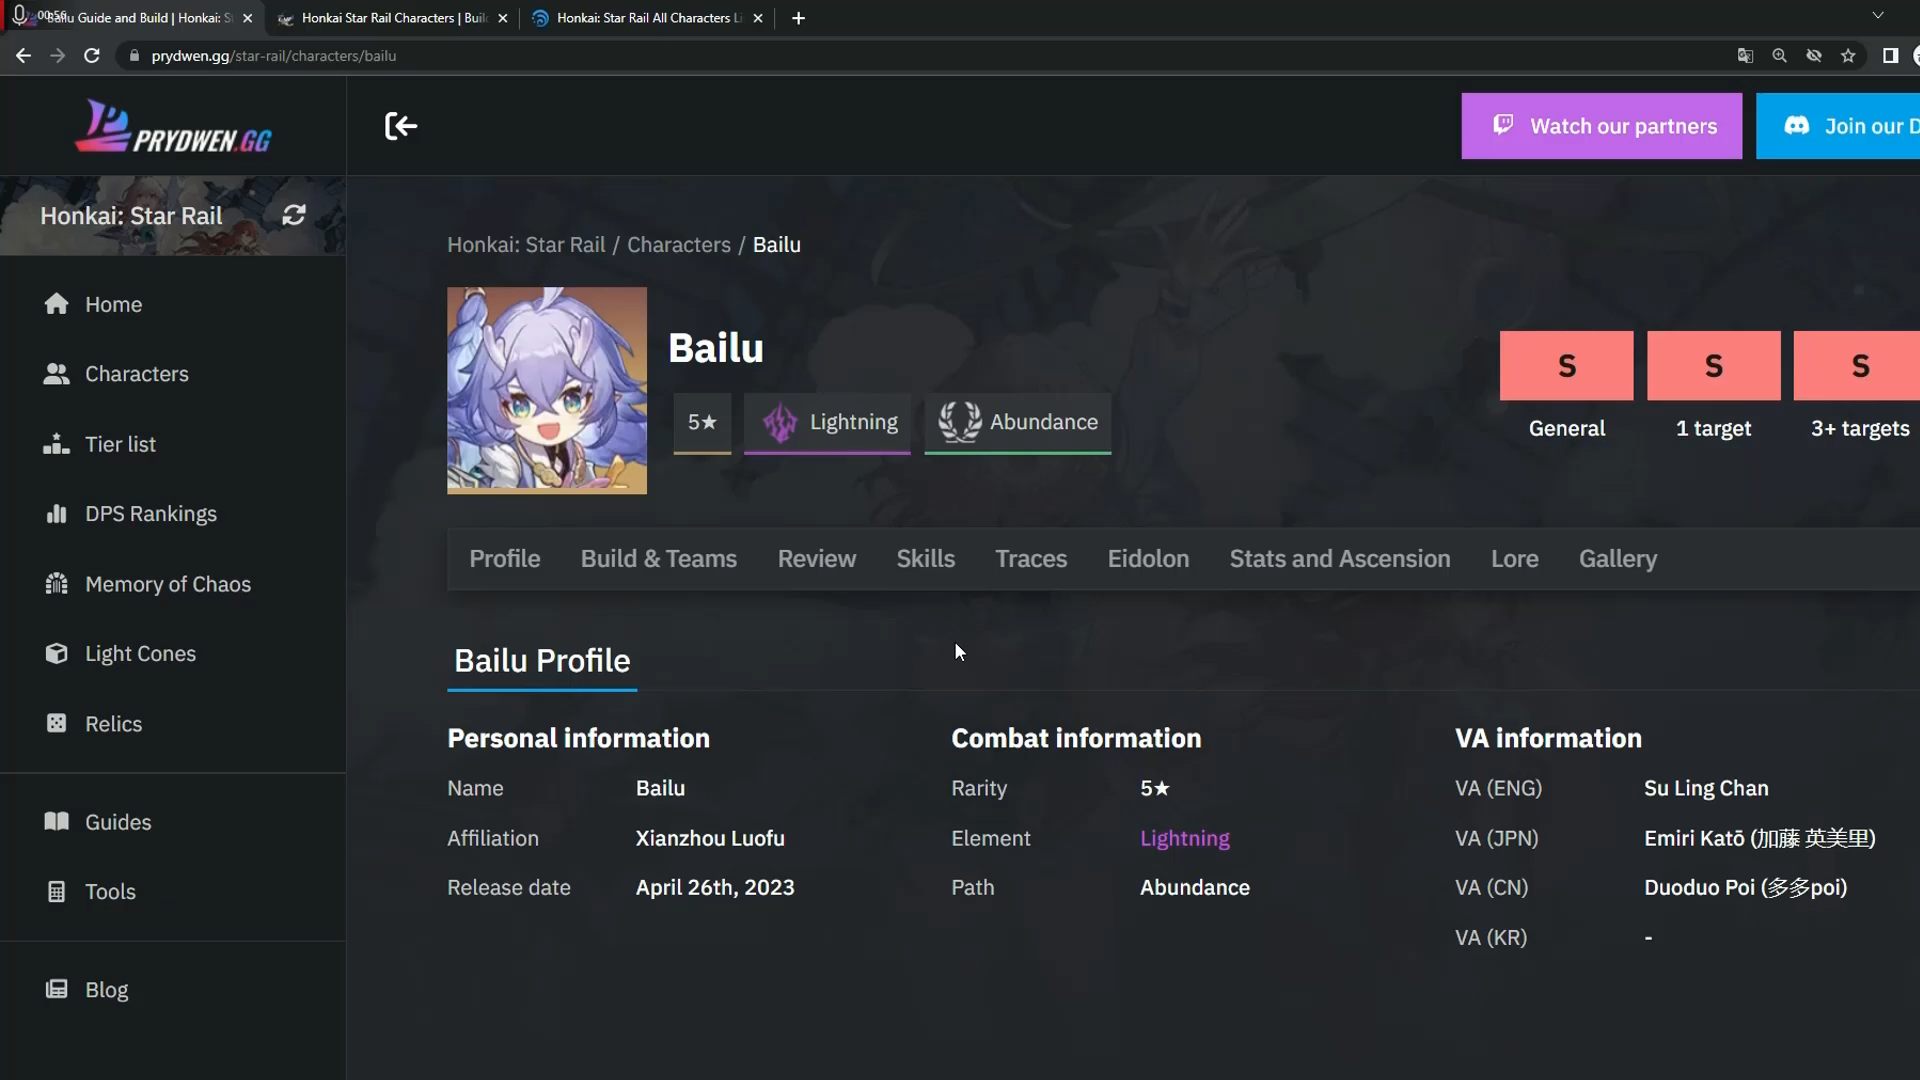 00:56
Bailu Guide and Build | Honkai: S
Honkai Star Rail Characters | Buil
Honkai: Star Rail All Characters Li
prydwen.gg/star-rail/characters/bailu
PRYDWEN.GG
Watch our partners
Join our D
Honkai: Star Rail
Home
Characters
Tier list
DPS Rankings
Memory of Chaos
Light Cones
Relics
Guides
Tools
Blog
Honkai: Star Rail / Characters / Bailu
Bailu
5★ Lightning Abundance
S S S
General 1 target 3+ targets
Profile Build & Teams Review Skills Traces Eidolon Stats and Ascension Lore Gallery
Bailu Profile
Personal information
Name Bailu
Affiliation Xianzhou Luofu
Release date April 26th, 2023
Combat information
Rarity 5★
Element Lightning
Path Abundance
VA information
VA (ENG) Su Ling Chan
VA (JPN) Emiri Katō (加藤 英美里)
VA (CN) Duoduo Poi (多多poi)
VA (KR) -